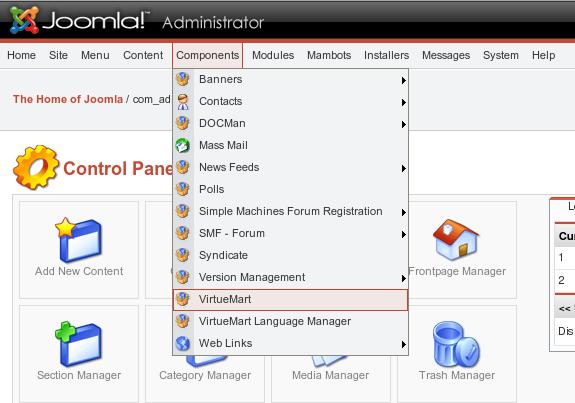 Joomla!™ Administrator
Home Site Menu Content Components Modules Mambots Installers Messages System Help
The Home of Joomla / com_ad
Banners
Contacts
DOCMan
Mass Mail
News Feeds
Polls
Simple Machines Forum Registration
SMF - Forum
Syndicate
Version Management
VirtueMart
VirtueMart Language Manager
Web Links
Control Pane
Add New Content
Frontpage Manager
Section Manager
Category Manager
Media Manager
Trash Manager
Cu
1
2
<<
Dis